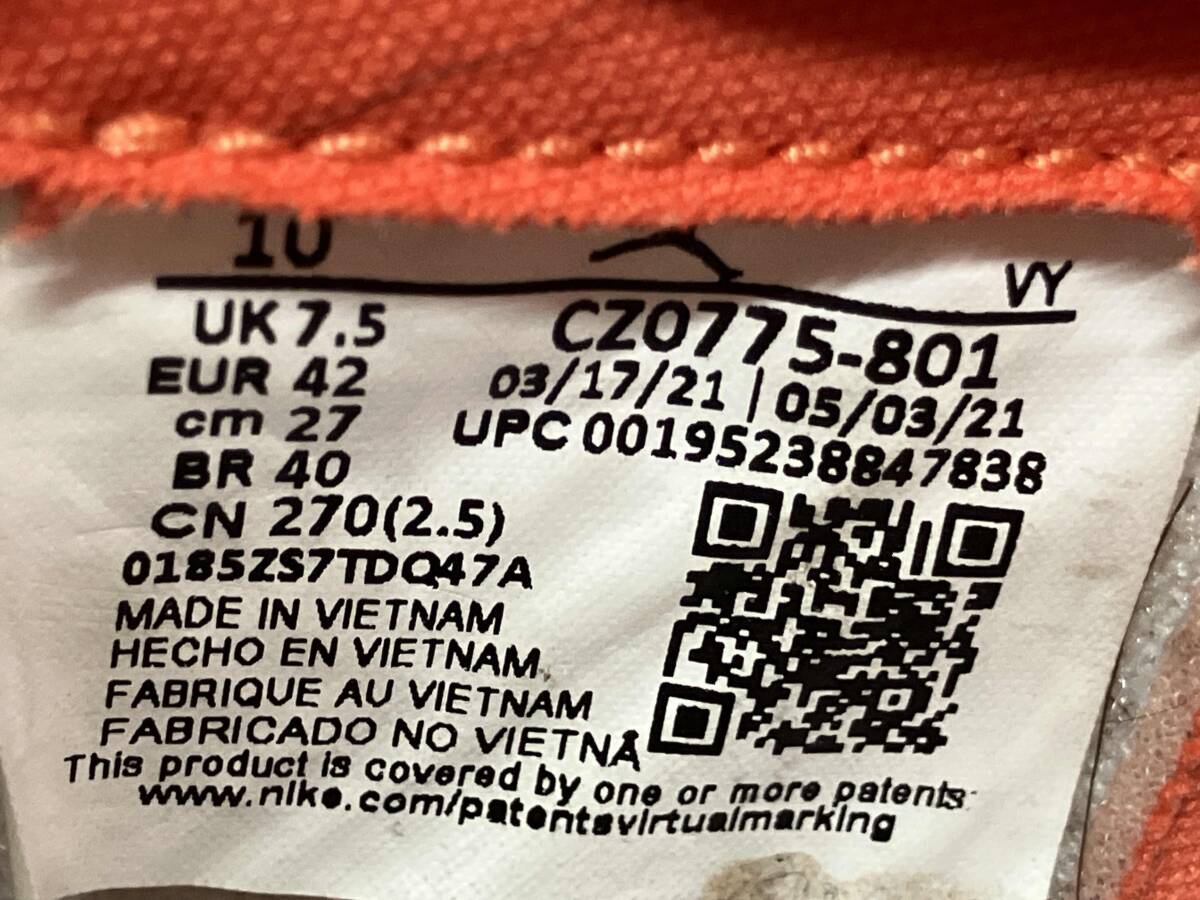 10
VY
UK 7.5
EUR 42
cm 27
BR 40
CN 270(2.5)
CZ0775-801
03/17/21 | 05/03/21
UPC 00195238847838
0185ZS7TDQ47A
MADE IN VIETNAM
HECHO EN VIETNAM
FABRIQUE AU VIETNAM
FABRICADO NO VIETNÃ
This product is covered by one or more patents:
www.nike.com/patentsvirtualmarking